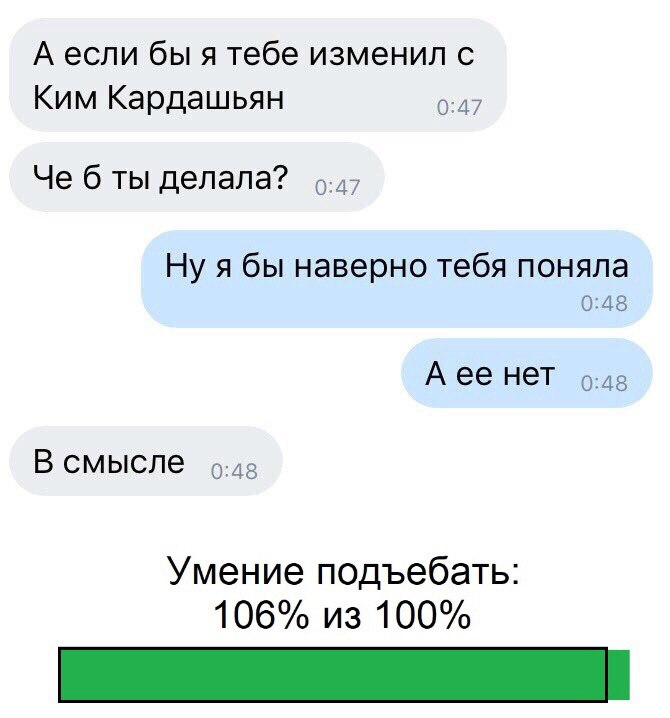 А если бы я тебе изменил с
Ким Кардашьян 0:47
Че б ты делала? 0:47
Ну я бы наверно тебя поняла
0:48
А ее нет 0:48
В смысле 0:48
Умение подъебать:
106% из 100%